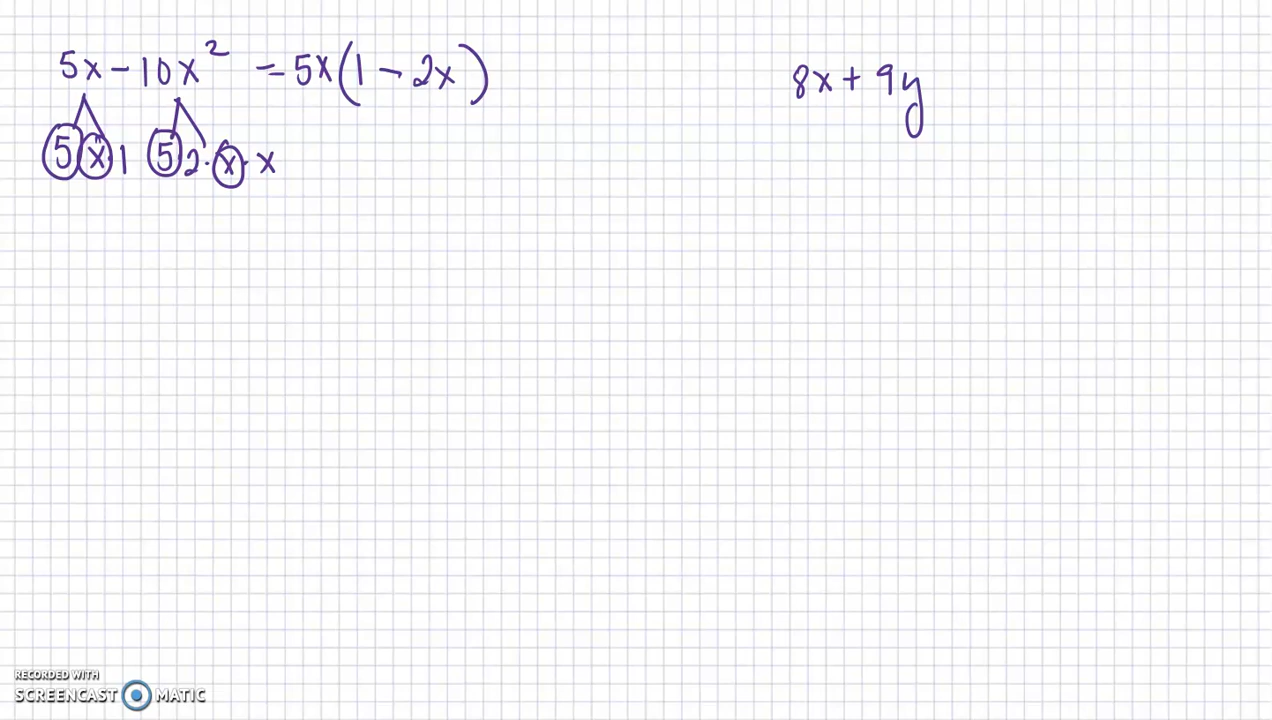 5x - 10x² = 5x(1 - 2x)
5 x · 1 5 2 · x · x
8x + 9y
RECORDED WITH
SCREENCAST MATIC